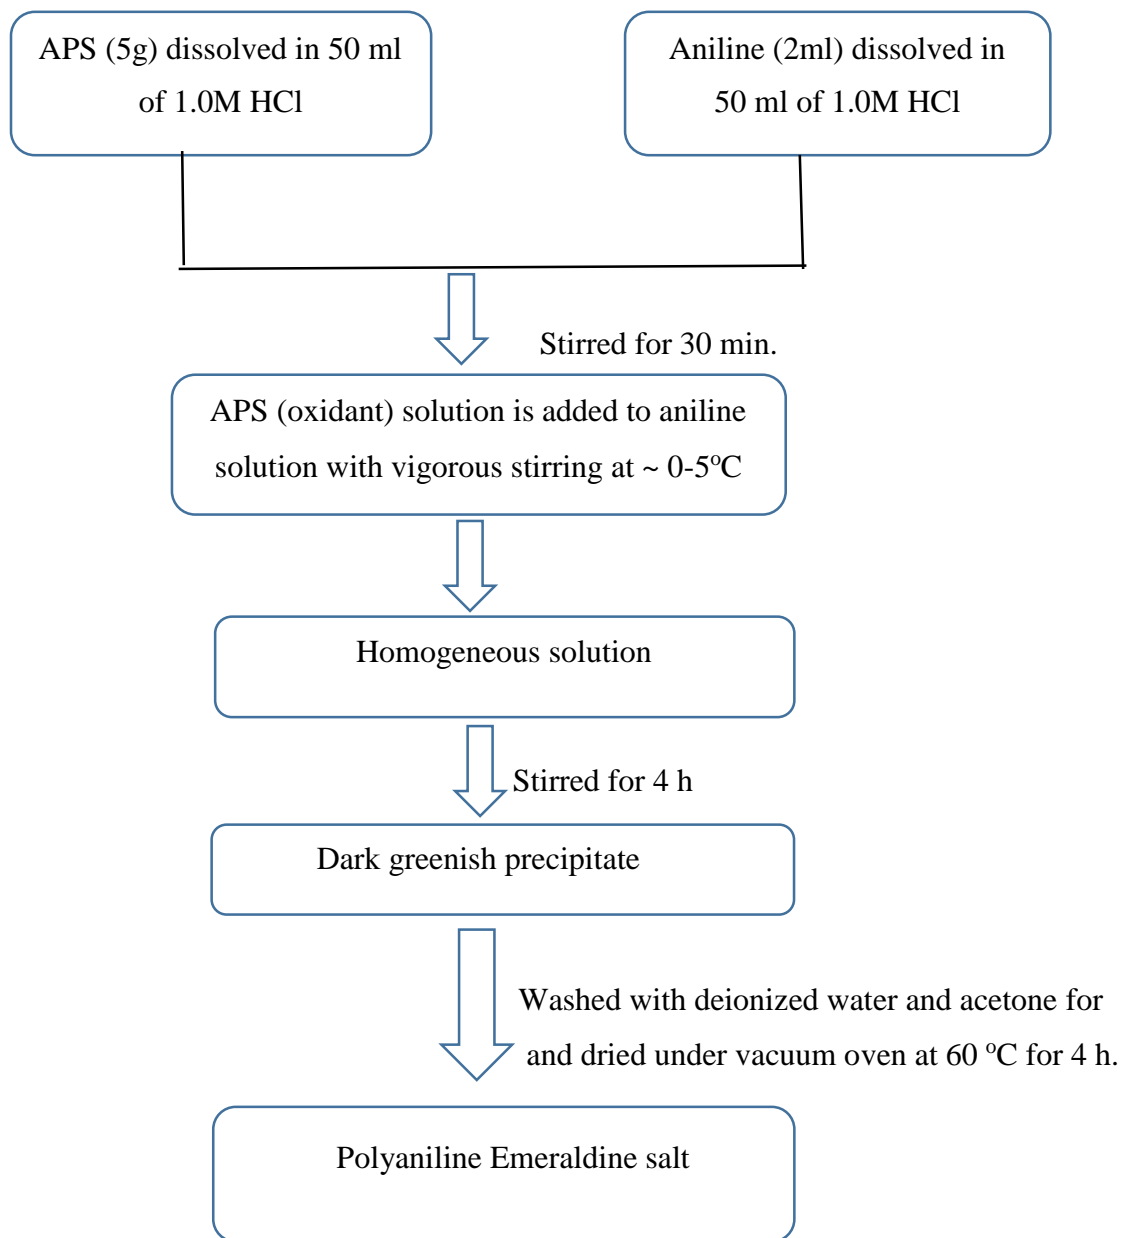 APS (5g) dissolved in 50 ml
of 1.0M HCl
Aniline (2ml) dissolved in
50 ml of 1.0M HCl
Stirred for 30 min.
APS (oxidant) solution is added to aniline
solution with vigorous stirring at ~ 0-5°C
Homogeneous solution
Stirred for 4 h
Dark greenish precipitate
Washed with deionized water and acetone for
and dried under vacuum oven at 60 °C for 4 h.
Polyaniline Emeraldine salt